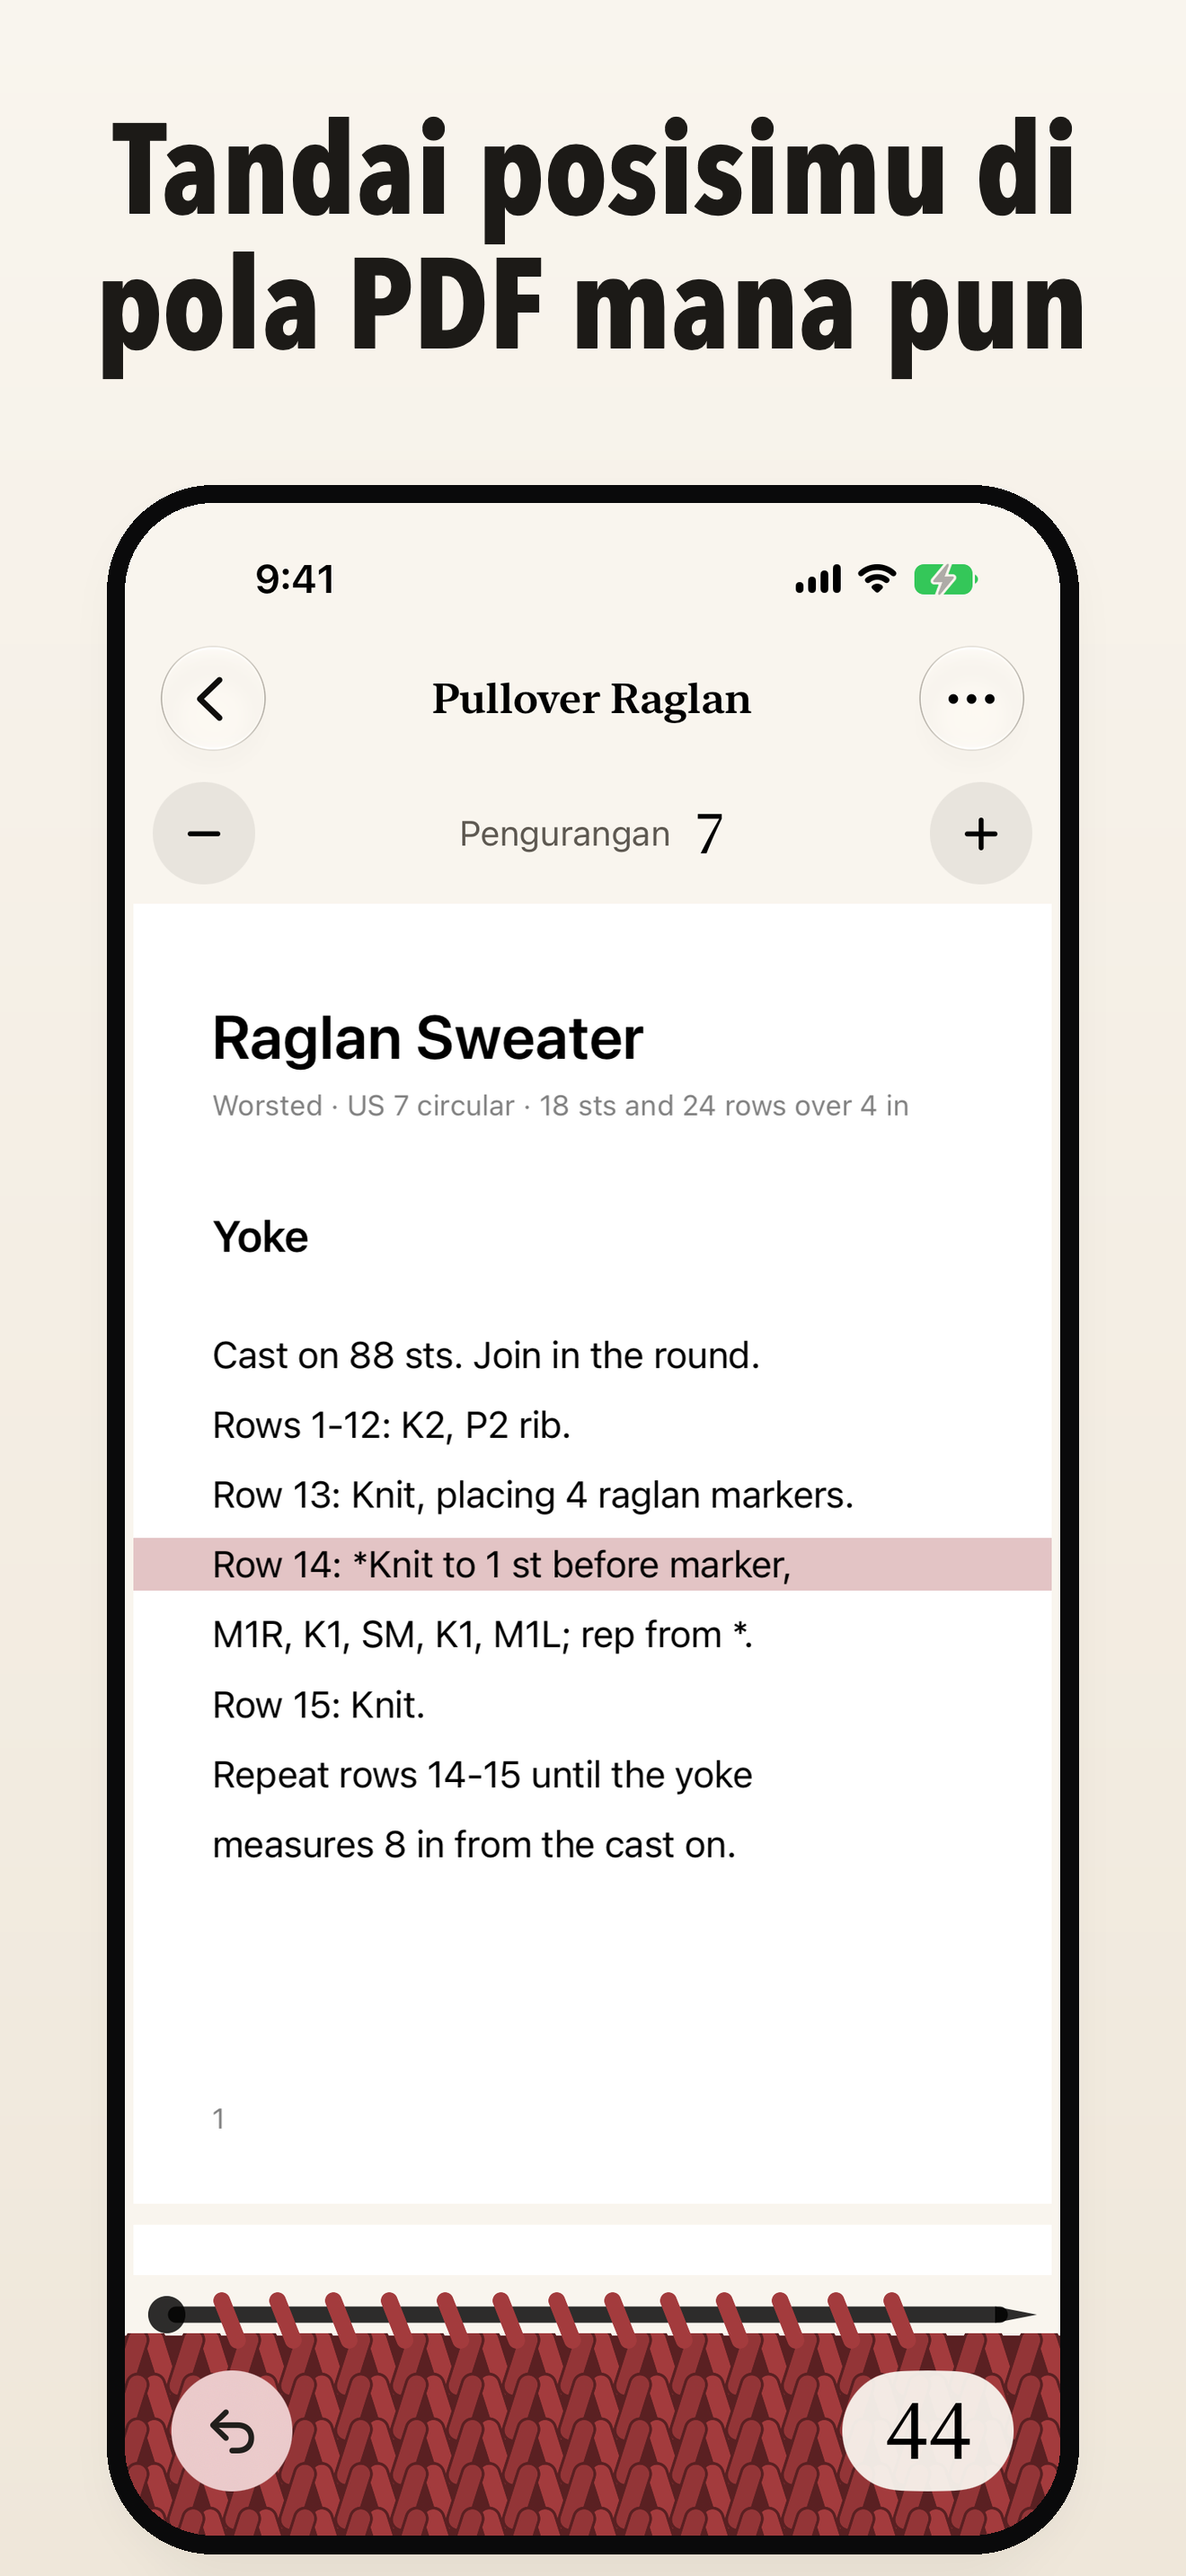 Tandai posisimu di
pola PDF mana pun
9:41
Pullover Raglan
Pengurangan 7
Raglan Sweater
Worsted · US 7 circular · 18 sts and 24 rows over 4 in
Yoke
Cast on 88 sts. Join in the round.
Rows 1-12: K2, P2 rib.
Row 13: Knit, placing 4 raglan markers.
Row 14: *Knit to 1 st before marker,
M1R, K1, SM, K1, M1L; rep from *.
Row 15: Knit.
Repeat rows 14-15 until the yoke
measures 8 in from the cast on.
1
44